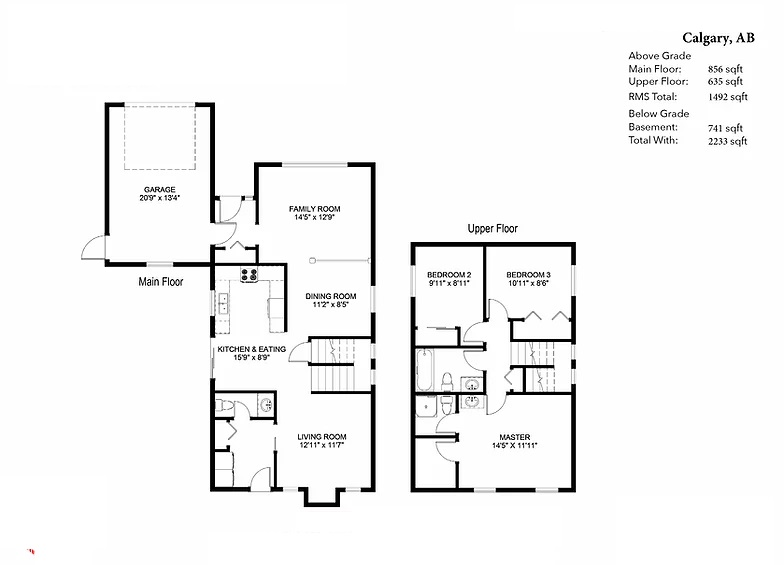 Calgary, AB
Above Grade
Main Floor: 856 sqft
Upper Floor: 635 sqft
RMS Total: 1492 sqft
Below Grade
Basement: 741 sqft
Total With: 2233 sqft
GARAGE
20'9" x 13'4"
FAMILY ROOM
14'5" x 12'9"
Main Floor
DINING ROOM
11'2" x 8'5"
KITCHEN & EATING
15'9" x 8'9"
LIVING ROOM
12'11" x 11'7"
Upper Floor
BEDROOM 2
9'11" x 8'11"
BEDROOM 3
10'11" x 8'6"
MASTER
14'5" X 11'11"